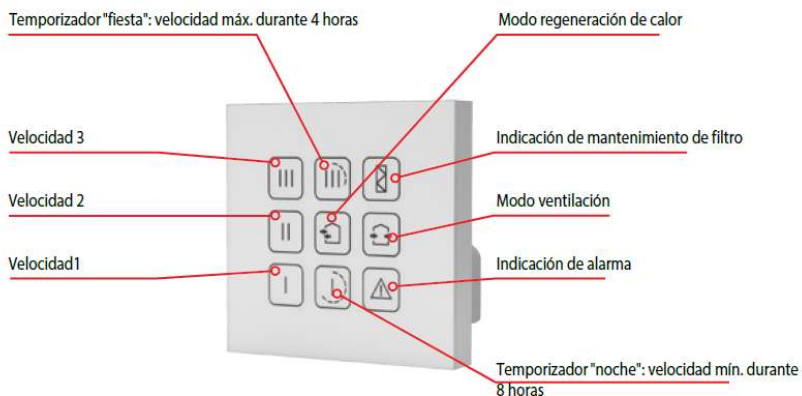 Temporizador "fiesta": velocidad máx. durante 4 horas
Modo regeneración de calor
Velocidad 3
Indicación de mantenimiento de filtro
Velocidad 2
Modo ventilación
Velocidad1
Indicación de alarma
Temporizador "noche": velocidad mín. durante
8 horas